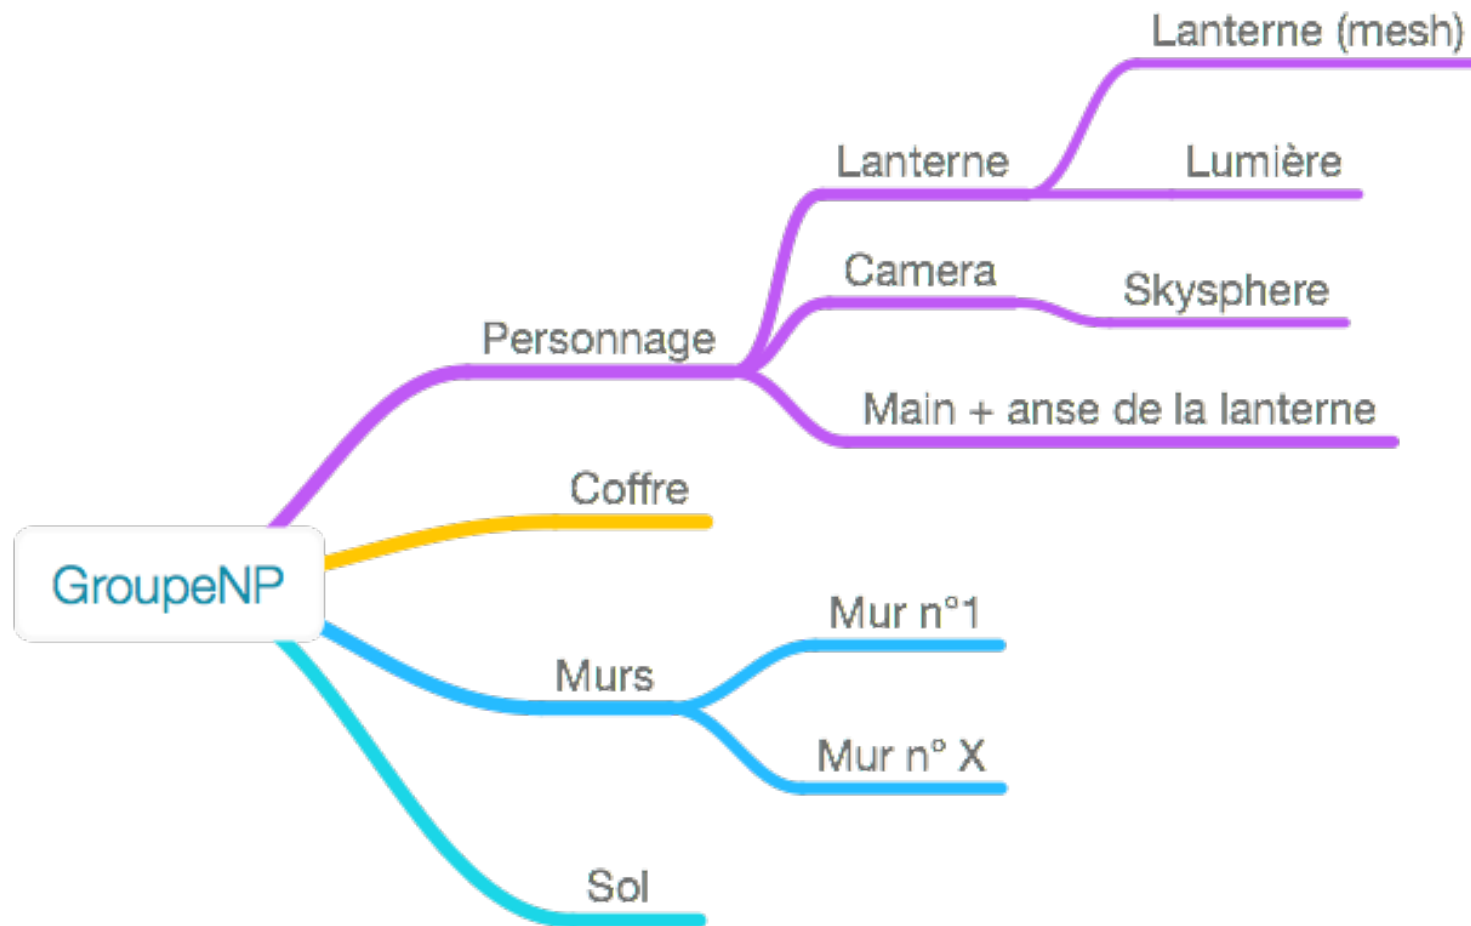 Lanterne (mesh)
Lanterne
Lumière
Camera
Skysphere
Personnage
Main + anse de la lanterne
Coffre
GroupeNP
Mur n°1
Murs
Mur n° X
Sol